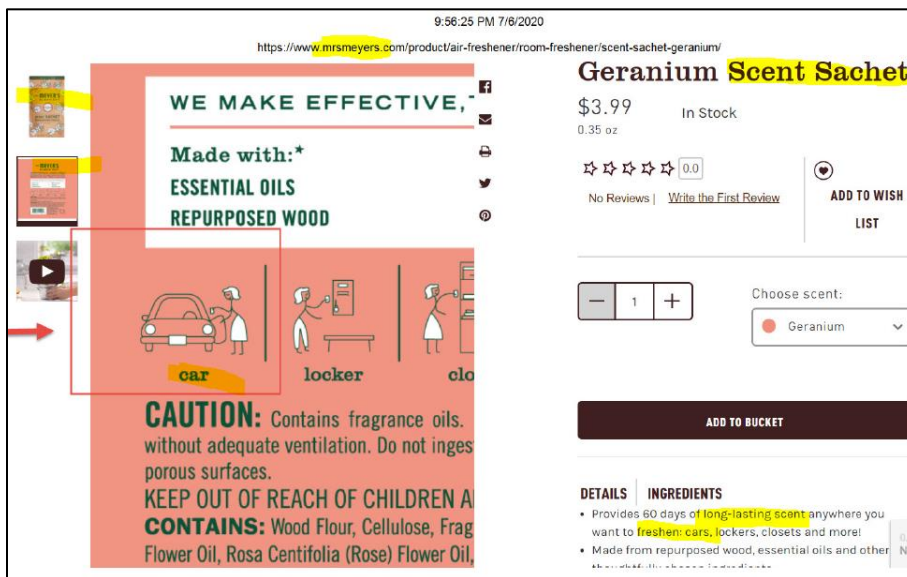 9:56:25 PM 7/6/2020
https://www.mrsmeyers.com/product/air-freshener/room-freshener/scent-sachet-geranium/
WE MAKE EFFECTIVE,
Made with:*
ESSENTIAL OILS
REPURPOSED WOOD
car
locker
clo
CAUTION: Contains fragrance oils.
without adequate ventilation. Do not inges
porous surfaces.
KEEP OUT OF REACH OF CHILDREN A
CONTAINS: Wood Flour, Cellulose, Frag
Flower Oil, Rosa Centifolia (Rose) Flower Oil,
Geranium Scent Sachet
$3.99
In Stock
0.35 oz
0.0
No Reviews | Write the First Review
ADD TO WISH
LIST
1
Choose scent:
Geranium
ADD TO BUCKET
DETAILS | INGREDIENTS
• Provides 60 days of long-lasting scent anywhere you
want to freshen: cars, lockers, closets and more!
• Made from repurposed wood, essential oils and other
thoughtfully chosen ingredients